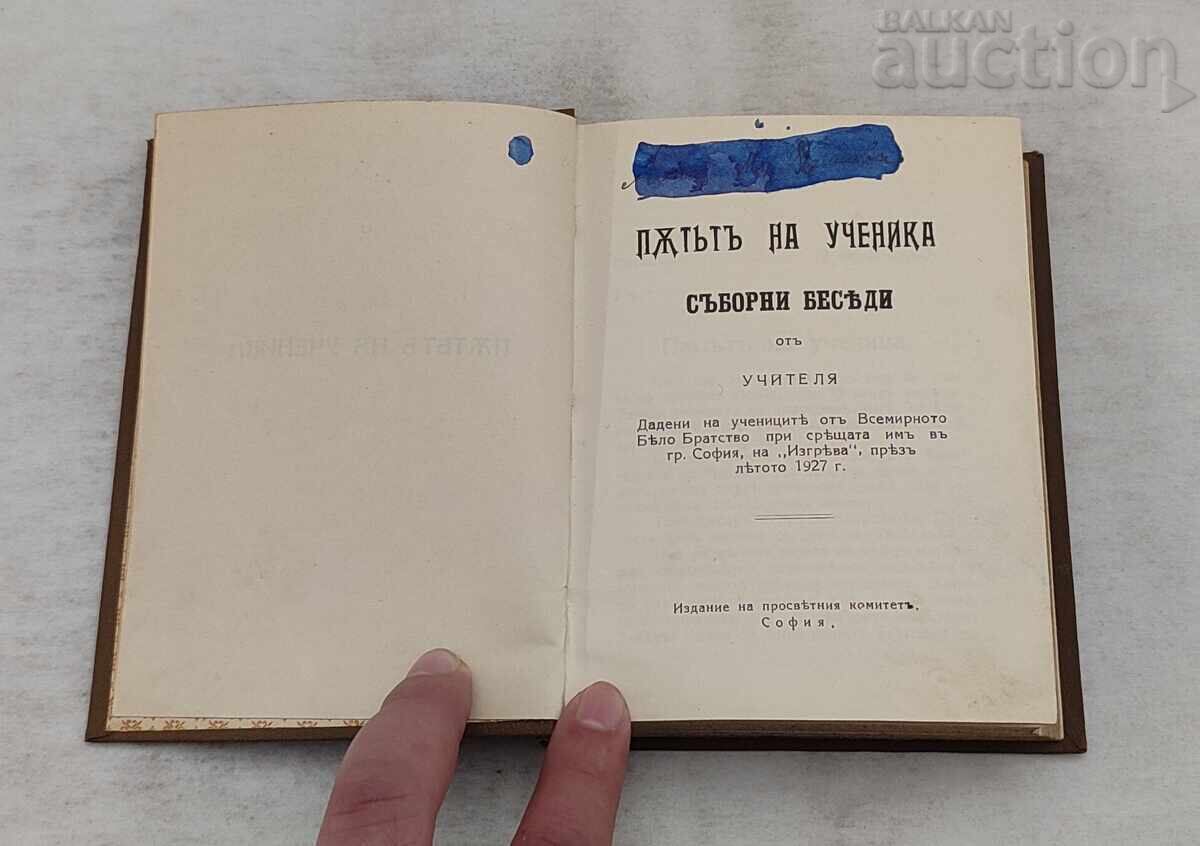 BALKAN
auction
ПѪТЬТЪ НА УЧЕНИКА
СЪБОРНИ БЕСѢДИ
отъ
УЧИТЕЛЯ
Дадени на ученицитѣ отъ Всемирното
Бѣло Братство при срѣщата имъ въ
гр. София, на „Изгрѣва", прѣзъ
лѣтото 1927 г.
Издание на просвѣтния комитетъ,
София.